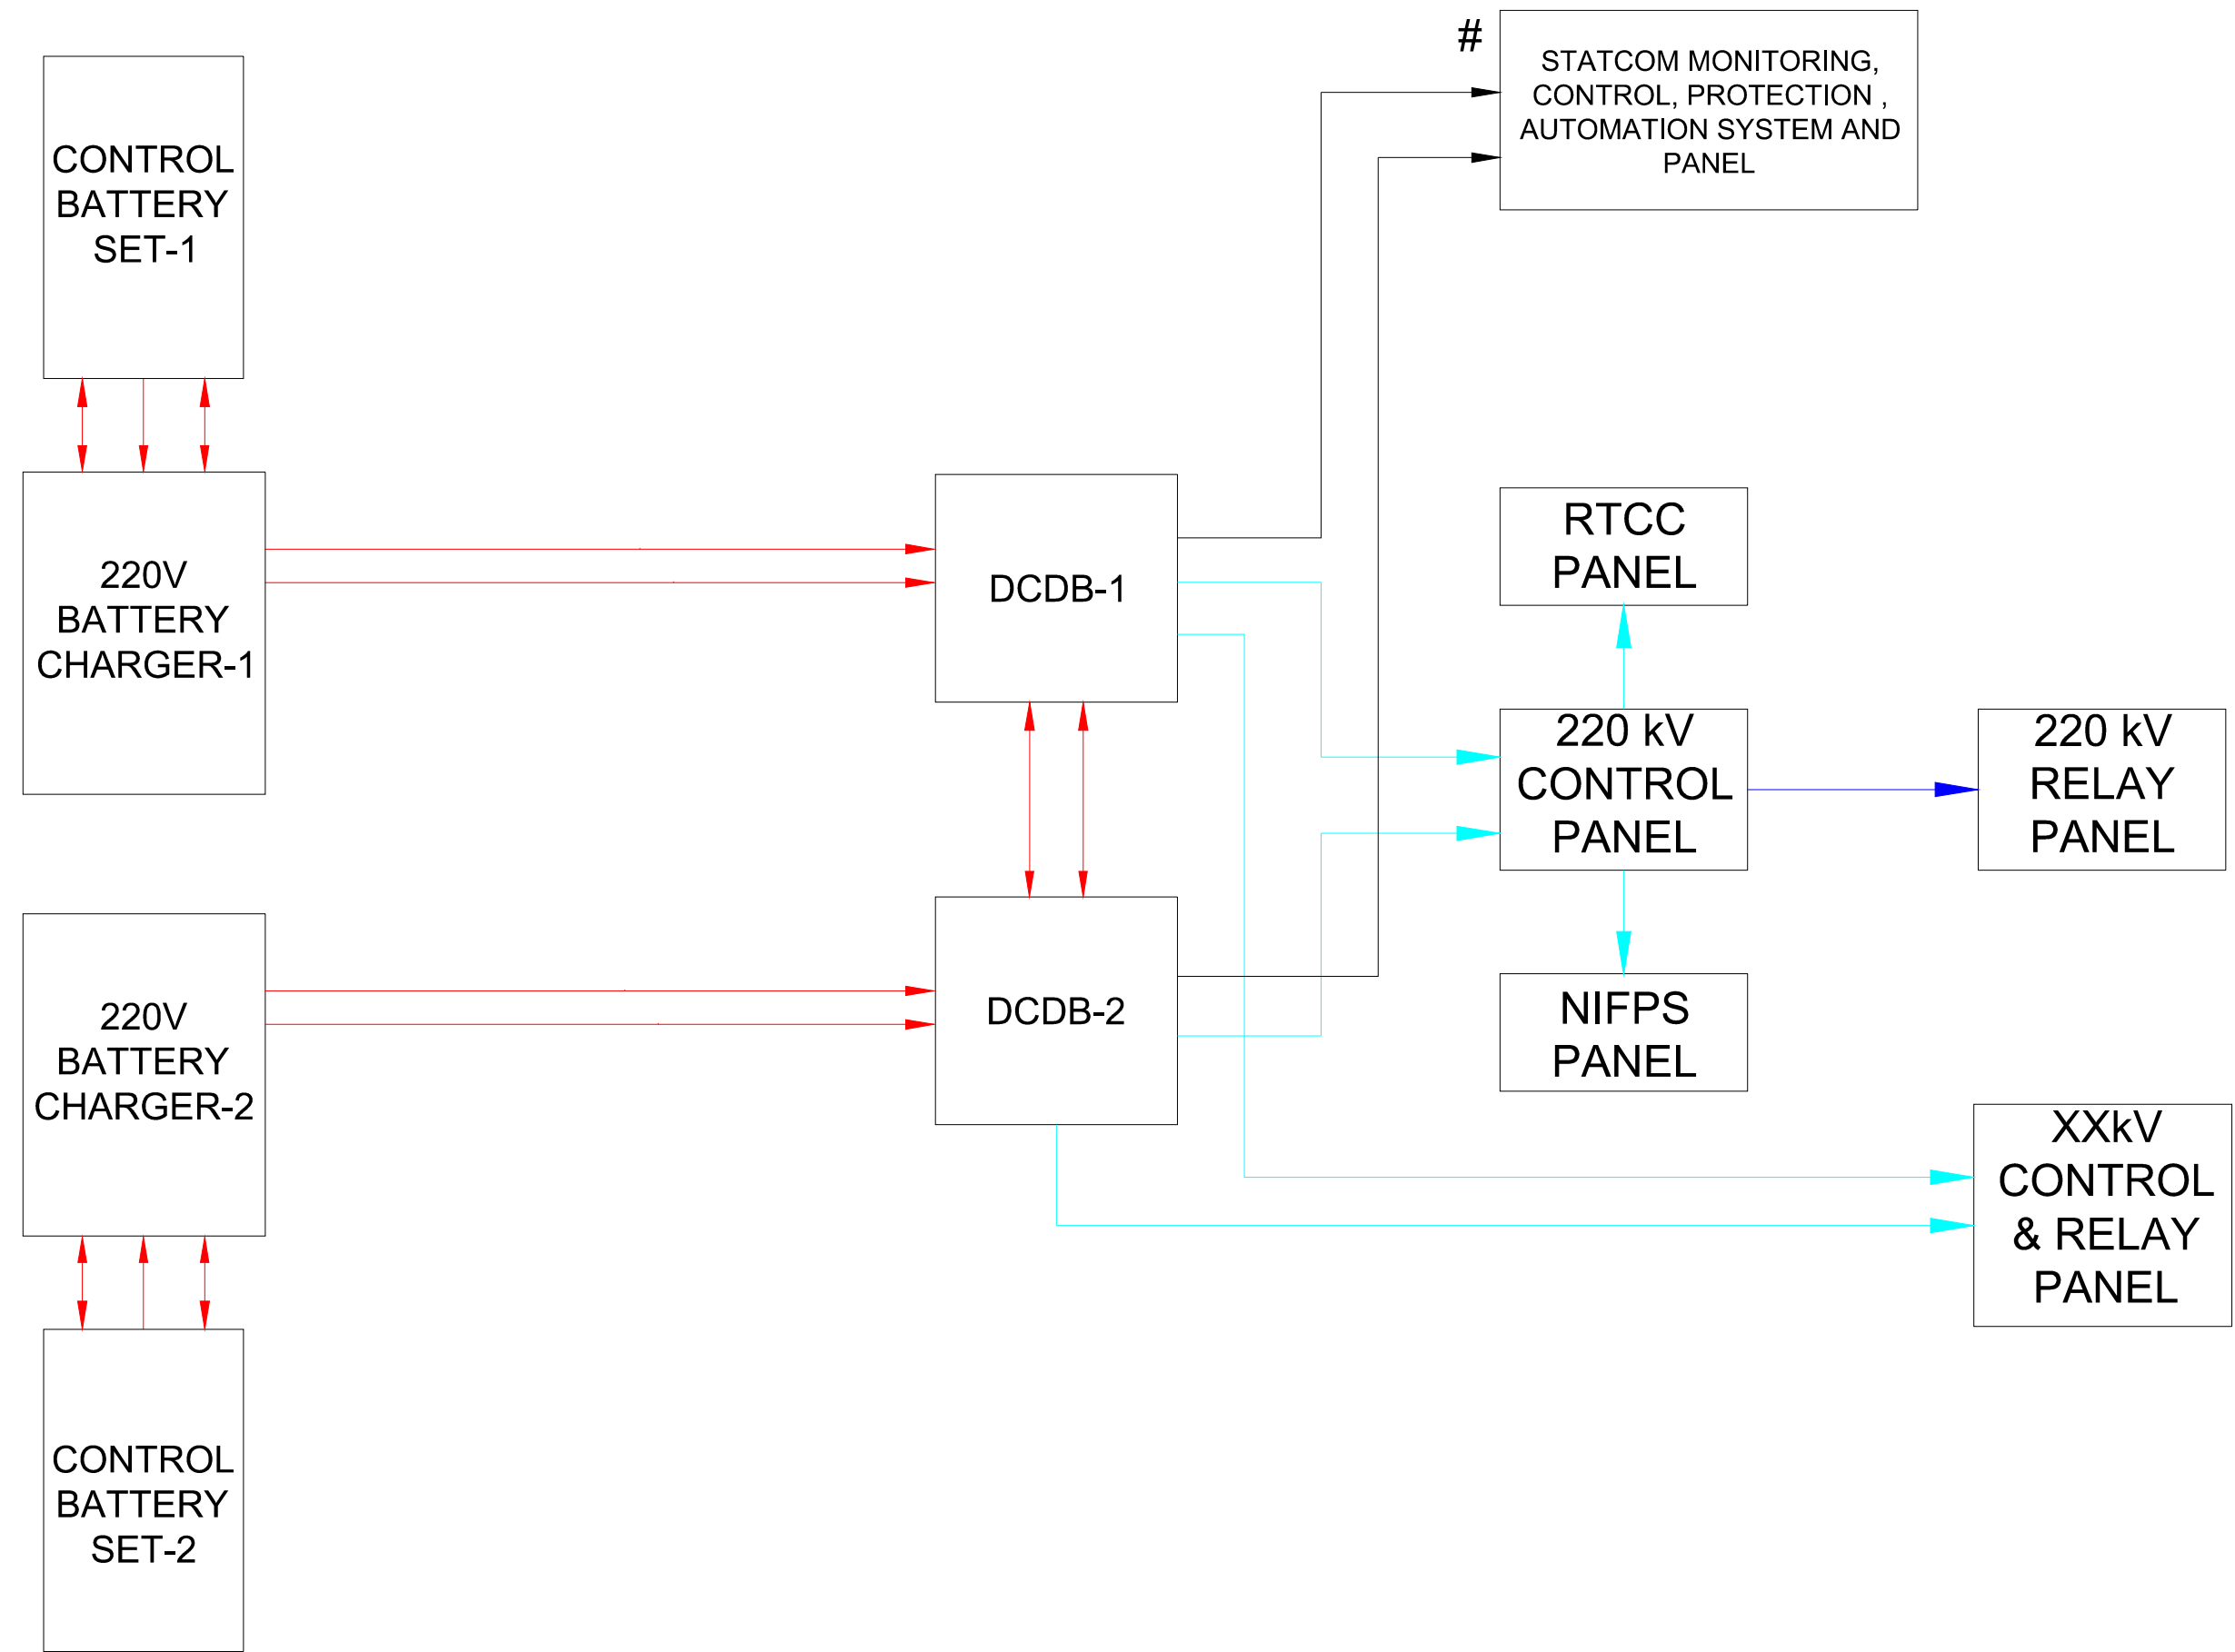 #
STATCOM MONITORING,
CONTROL, PROTECTION ,
AUTOMATION SYSTEM AND
PANEL
CONTROL
BATTERY
SET-1
220V
BATTERY
CHARGER-1
DCDB-1
RTCC
PANEL
220 kV
CONTROL
PANEL
220 kV
RELAY
PANEL
220V
BATTERY
CHARGER-2
DCDB-2
NIFPS
PANEL
XXkV
CONTROL
& RELAY
PANEL
CONTROL
BATTERY
SET-2